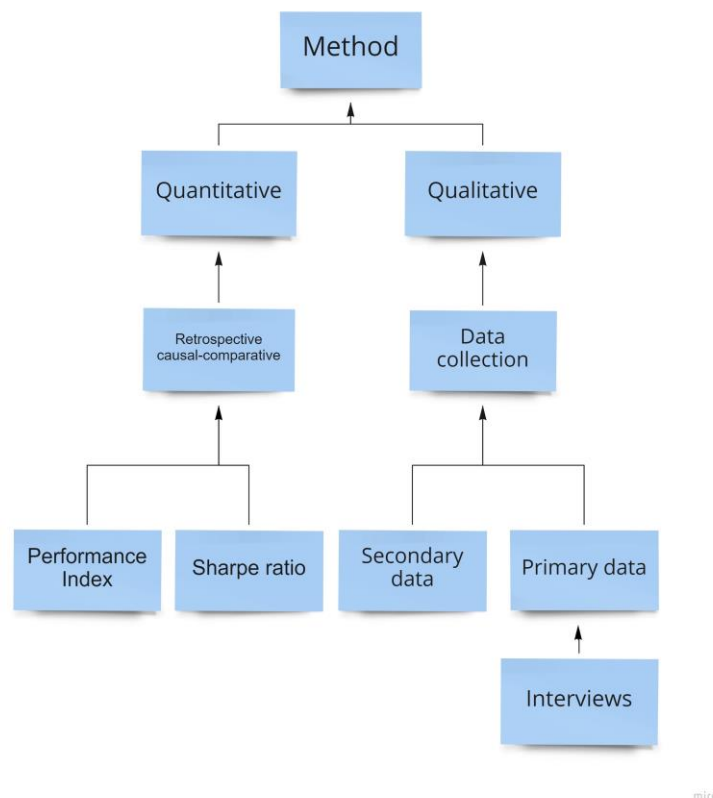 Method
Quantitative
Qualitative
Retrospective
causal-comparative
Data
collection
Performance
Index
Sharpe ratio
Secondary
data
Primary data
Interviews